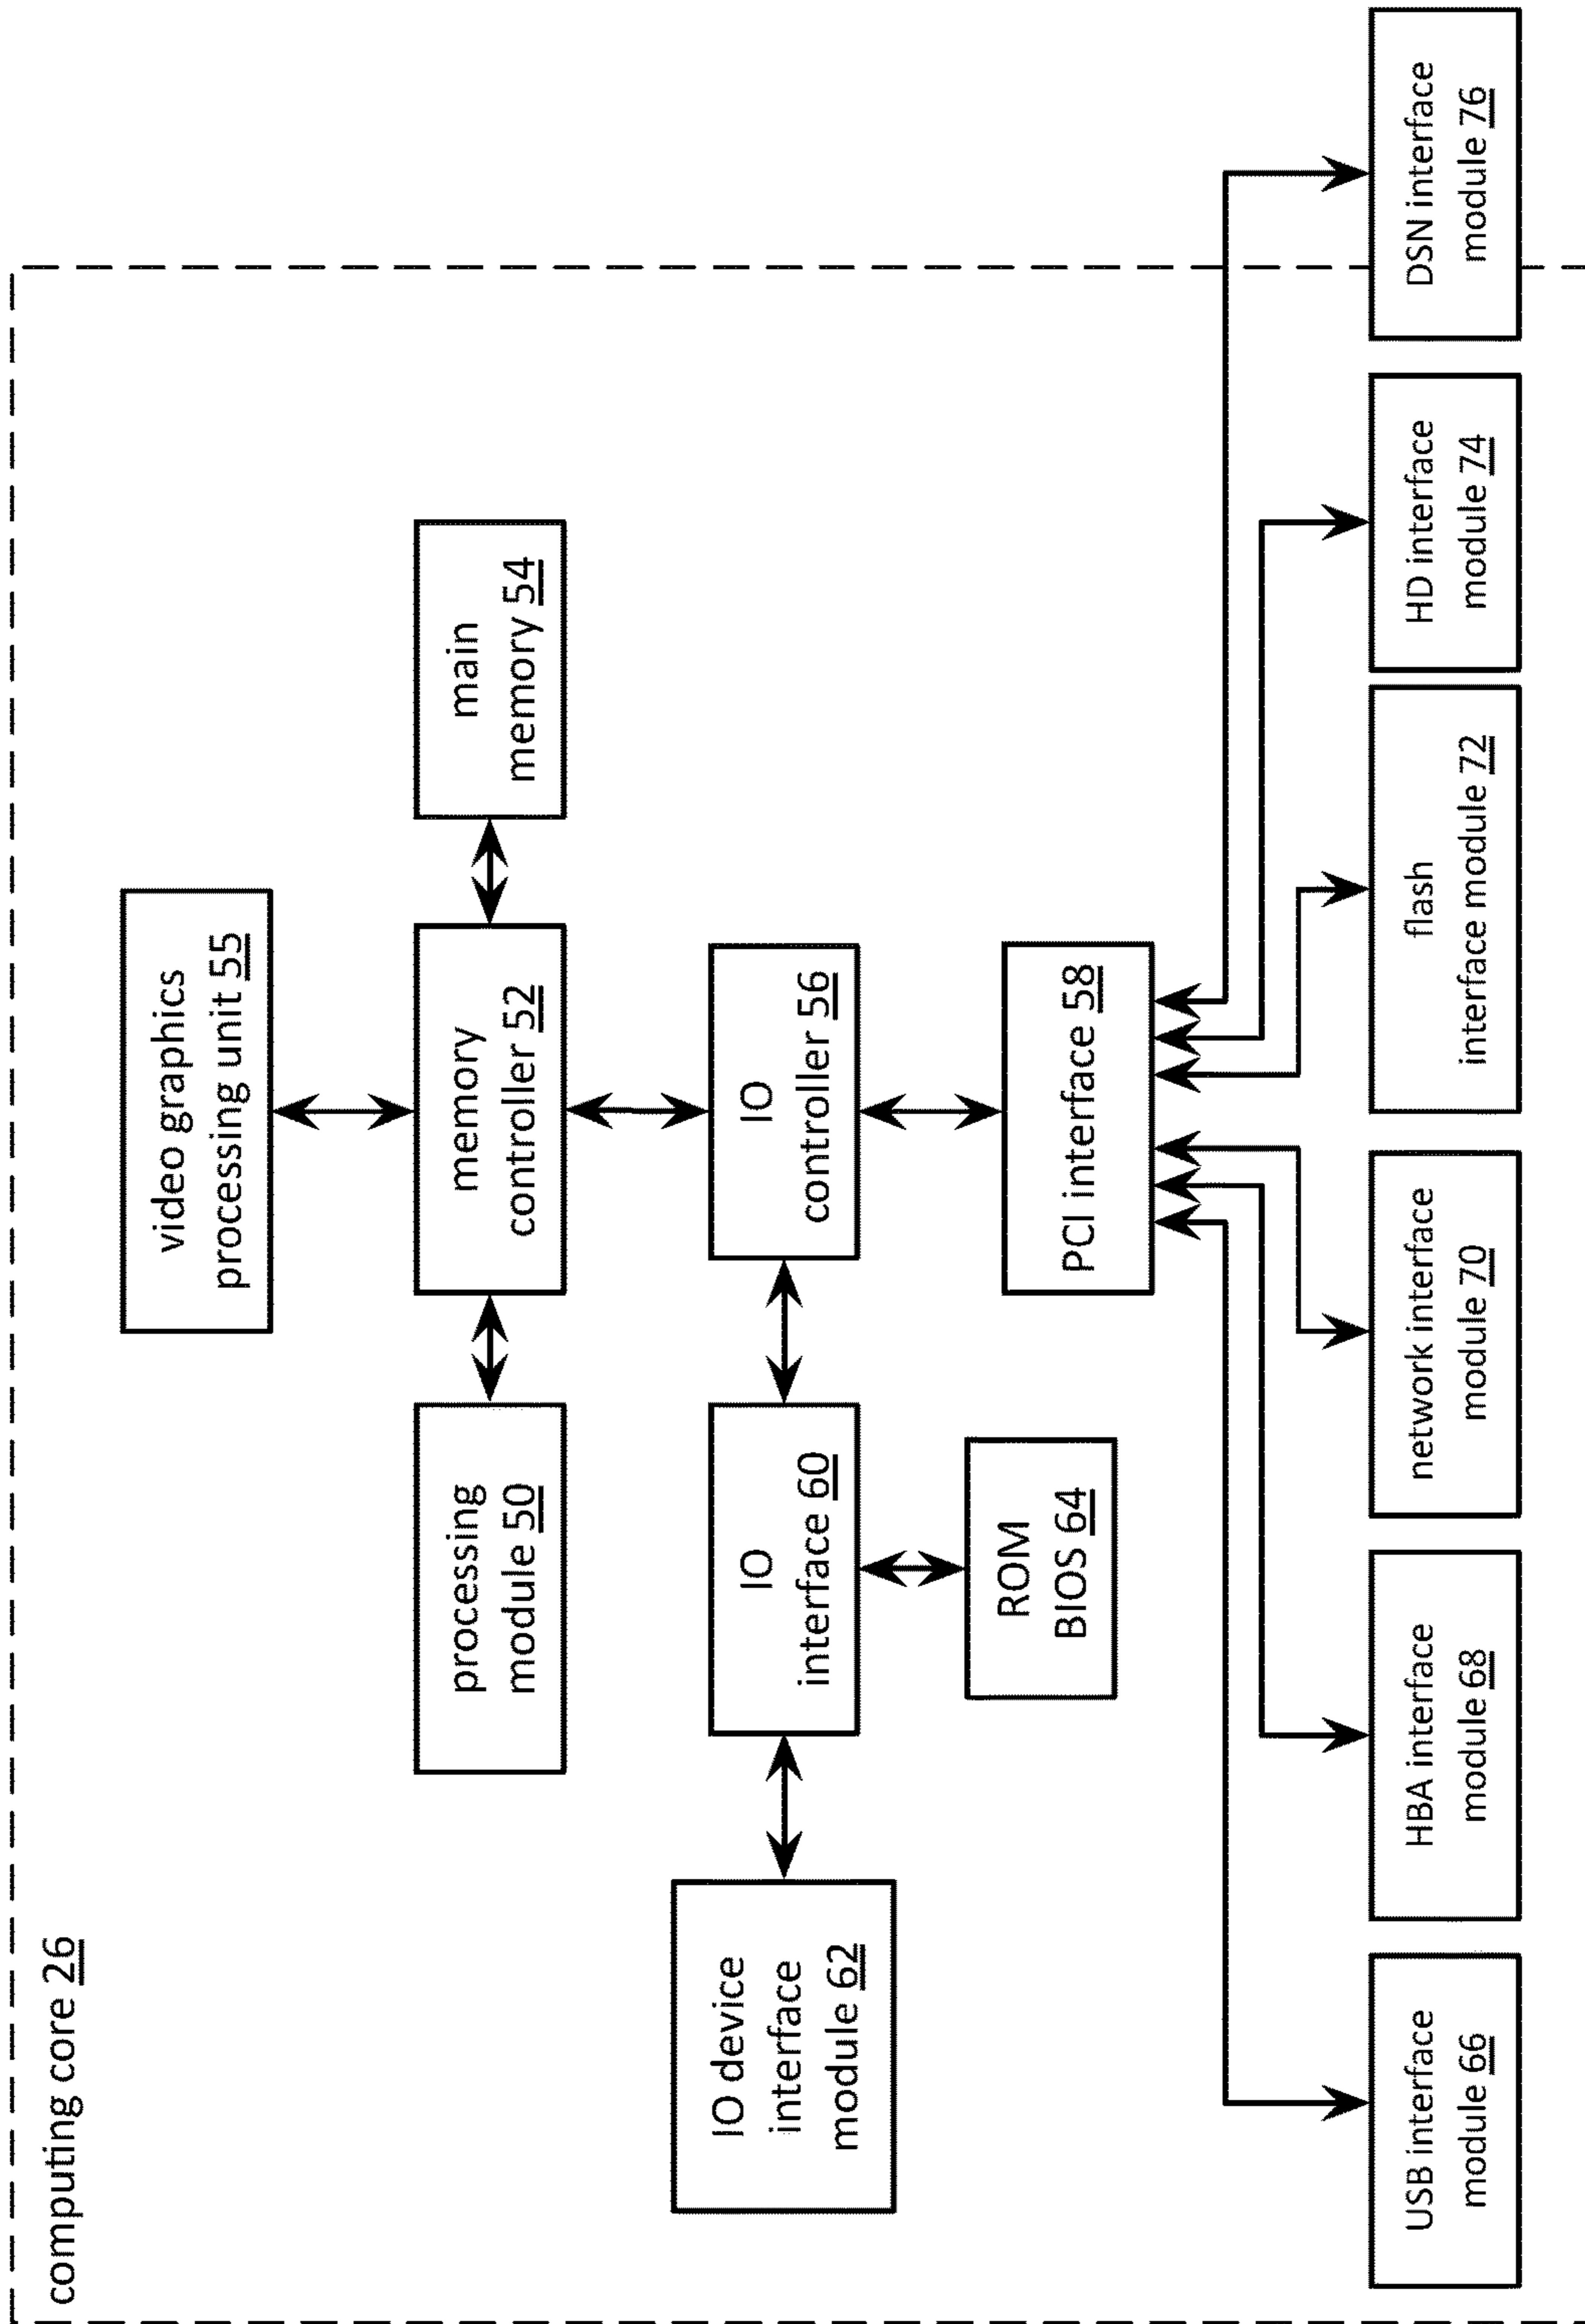 computing core 26
video graphics
processing unit 55
processing
module 50
memory
controller 52
main
memory 54
IO device
interface
module 62
IO
interface 60
IO
controller 56
ROM
BIOS 64
PCI interface 58
USB interface
module 66
HBA interface
module 68
network interface
module 70
flash
interface module 72
HD interface
module 74
DSN interface
module 76